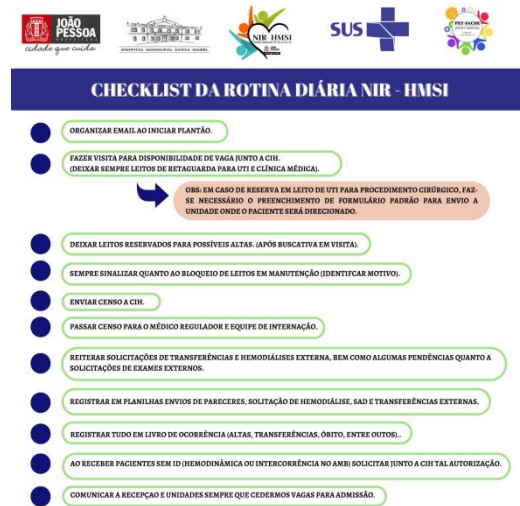 JOÃO
PESSOA
PREFEITURA
cidade que cuida
HOSPITAL MUNICIPAL SANTA ISABEL
NIR-HMSI
SUS
PET-SAÚDE
CHECKLIST DA ROTINA DIÁRIA NIR - HMSI
ORGANIZAR EMAIL AO INICIAR PLANTÃO.
FAZER VISITA PARA DISPONIBILIDADE DE VAGA JUNTO A CIH.
(DEIXAR SEMPRE LEITOS DE RETAGUARDA PARA UTI E CLÍNICA MÉDICA).
OBS: EM CASO DE RESERVA EM LEITO DE UTI PARA PROCEDIMENTO CIRÚRGICO, FAZ-
SE NECESSÁRIO O PREENCHIMENTO DE FORMULÁRIO PADRÃO PARA ENVIO A
UNIDADE ONDE O PACIENTE SERÁ DIRECIONADO.
DEIXAR LEITOS RESERVADOS PARA POSSÍVEIS ALTAS. (APÓS BUSCATIVA EM VISITA).
SEMPRE SINALIZAR QUANTO AO BLOQUEIO DE LEITOS EM MANUTENÇÃO (IDENTIFCAR MOTIVO).
ENVIAR CENSO A CIH.
PASSAR CENSO PARA O MÉDICO REGULADOR E EQUIPE DE INTERNAÇÃO.
REITERAR SOLICITAÇÕES DE TRANSFERÊNCIAS E HEMODIÁLISES EXTERNA, BEM COMO ALGUMAS PENDÊNCIAS QUANTO A
SOLICITAÇÕES DE EXAMES EXTERNOS.
REGISTRAR EM PLANILHAS ENVIOS DE PARECERES, SOLITAÇÃO DE HEMODIÁLISE, SAD E TRANSFERÊNCIAS EXTERNAS.
REGISTRAR TUDO EM LIVRO DE OCORRÊNCIA (ALTAS, TRANSFERÊNCIAS, ÓBITO, ENTRE OUTOS)..
AO RECEBER PACIENTES SEM ID (HEMODINÂMICA OU INTERCORRÊNCIA NO AMB) SOLICITAR JUNTO A CIH TAL AUTORIZAÇÃO.
COMUNICAR A RECEPÇAO E UNIDADES SEMPRE QUE CEDERMOS VAGAS PARA ADMISSÃO.